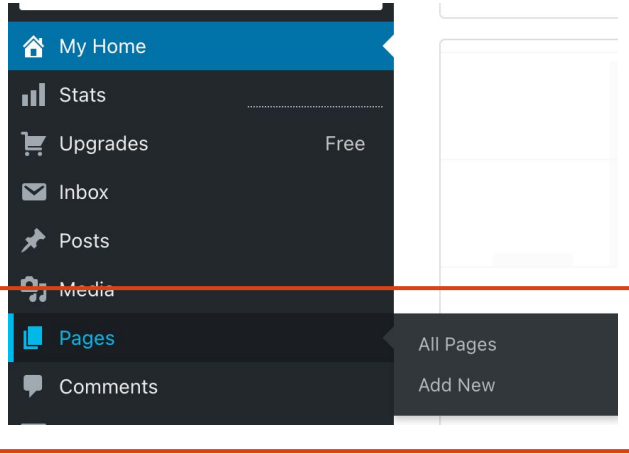 My Home
Stats
Upgrades Free
Inbox
Posts
Media
Pages
All Pages
Comments
Add New